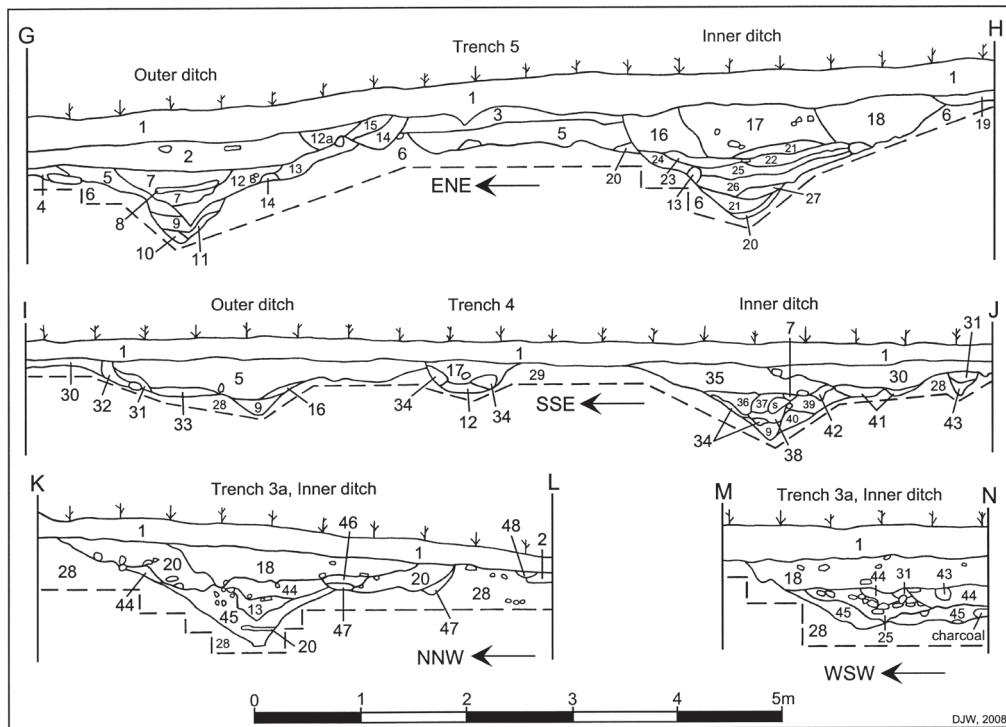 G Trench 5 H
Outer ditch Inner ditch
1 1 1
3
15 12a 14 16 17 18 6 19
2 5
5 7 12 6 13 6 20 24 23 21 22 25
4 6 8 7 14 ENE 13 6 26 27
9 21
10 11 20
I Outer ditch Trench 4 Inner ditch J
1 1 7 1 31
30 32 5 17 29 35 30 28
31 33 28 9 16 34 12 34 SSE 34 36 37 s 39 40 9 38 42 41 43
K Trench 3a, Inner ditch L
46 48 2
1 1
28 20 18 44 20 28
44 45 13 47 47
28 20
NNW
M Trench 3a, Inner ditch N
1
18 44 31 43
45 44
28 25 45 charcoal
WSW
0 1 2 3 4 5m
DJW, 2008